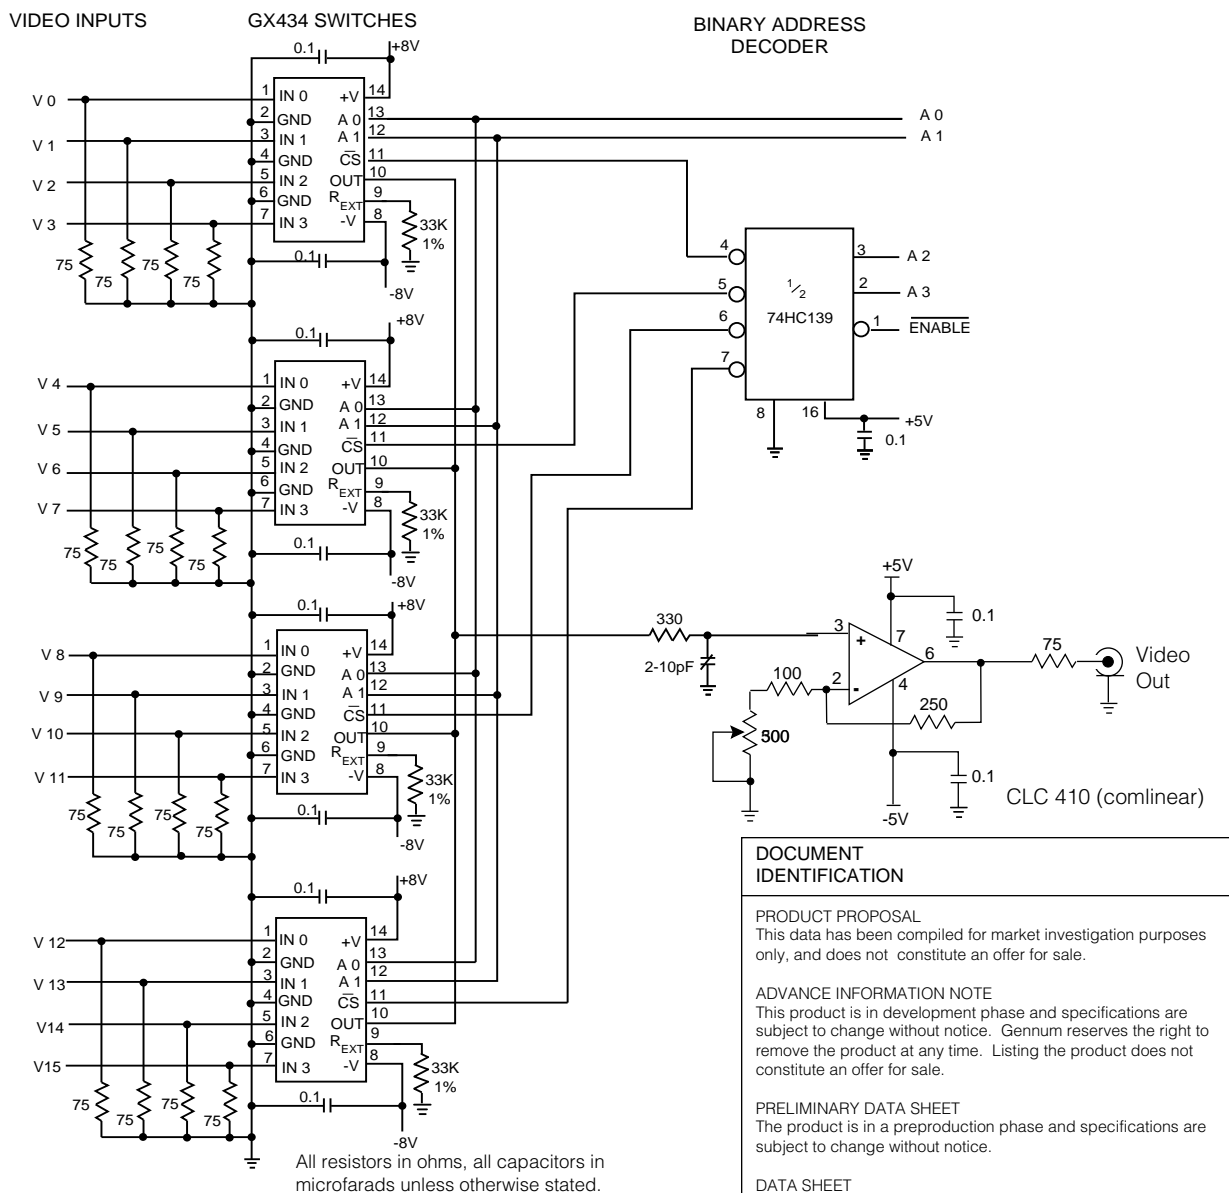 VIDEO INPUTS
GX434 SWITCHES
BINARY ADDRESS
DECODER
0.1
+8V
V 0
1
IN 0
+V
14
2
GND
A 0
13
A 0
V 1
3
IN 1
A 1
12
A 1
4
GND
CS
11
V 2
5
IN 2
OUT
10
6
GND
R EXT
9
V 3
7
IN 3
-V
8
33K
1%
75
75
75
75
0.1
-8V
4
5
6
7
1/2
74HC139
3
A 2
2
A 3
1
ENABLE
8
16
+5V
0.1
0.1
+8V
V 4
1
IN 0
+V
14
2
GND
A 0
13
V 5
3
IN 1
A 1
12
4
GND
CS
11
V 6
5
IN 2
OUT
10
6
GND
R EXT
9
V 7
7
IN 3
-V
8
33K
1%
75
75
75
75
0.1
-8V
0.1
+8V
V 8
1
IN 0
+V
14
2
GND
A 0
13
V 9
3
IN 1
A 1
12
4
GND
CS
11
V 10
5
IN 2
OUT
10
6
GND
R EXT
9
V 11
7
IN 3
-V
8
33K
1%
75
75
75
75
0.1
-8V
330
2-10pF
+5V
0.1
3
+
7
6
2
-
4
100
250
75
Video
Out
0.1
-5V
CLC 410 (comlinear)
0.1
+8V
V 12
1
IN 0
+V
14
2
GND
A 0
13
V 13
3
IN 1
A 1
12
4
GND
CS
11
V14
5
IN 2
OUT
10
6
GND
R EXT
9
V15
7
IN 3
-V
8
33K
1%
75
75
75
75
0.1
-8V
All resistors in ohms, all capacitors in
microfarads unless otherwise stated.
DOCUMENT
IDENTIFICATION
PRODUCT PROPOSAL
This data has been compiled for market investigation purposes
only, and does not constitute an offer for sale.
ADVANCE INFORMATION NOTE
This product is in development phase and specifications are
subject to change without notice. Gennum reserves the right to
remove the product at any time. Listing the product does not
constitute an offer for sale.
PRELIMINARY DATA SHEET
The product is in a preproduction phase and specifications are
subject to change without notice.
DATA SHEET